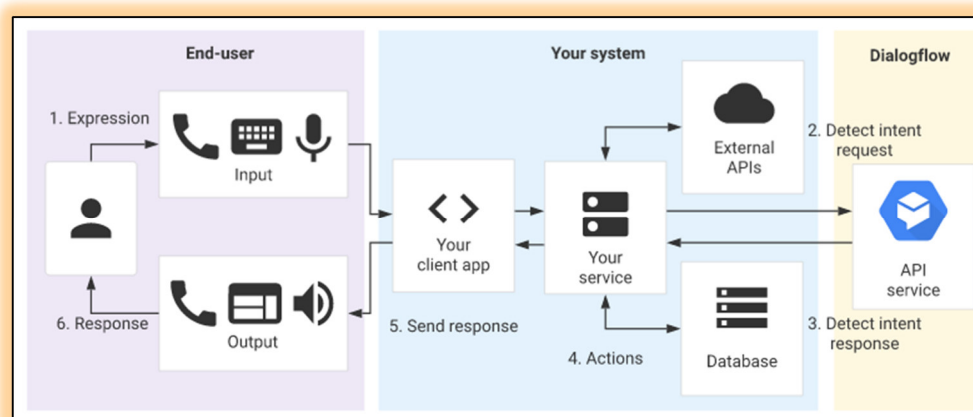 End-user
Your system
Dialogflow
1. Expression
Input
External
APIs
2. Detect intent
request
Your
client app
Your
service
API
service
6. Response
Output
5. Send response
4. Actions
Database
3. Detect intent
response